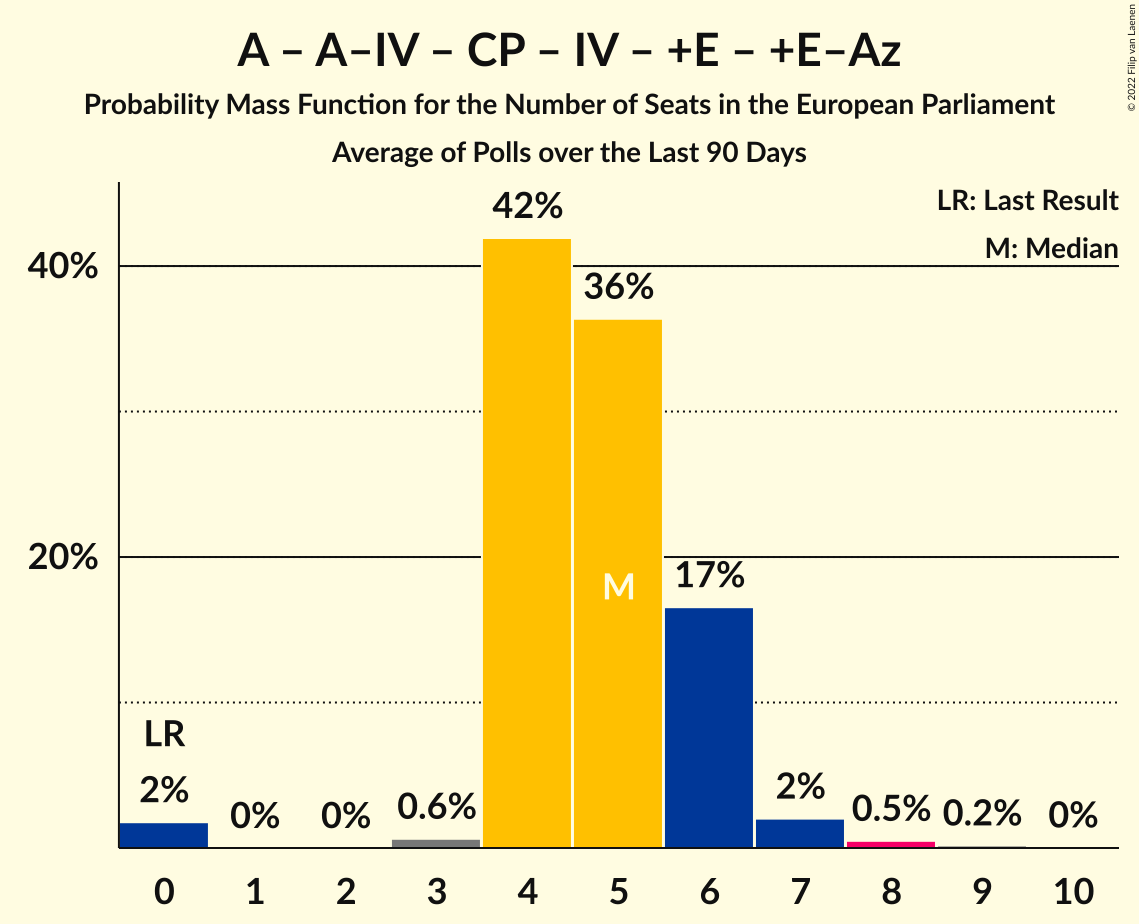 A – A–IV – CP – IV – +E – +E–Az
Probability Mass Function for the Number of Seats in the European Parliament
Average of Polls over the Last 90 Days
© 2022 Filip van Laenen
LR: Last Result
M: Median
40%
20%
42%
36%
M
17%
LR
2%
0%
0%
0.6%
2%
0.5%
0.2%
0%
0 1 2 3 4 5 6 7 8 9 10